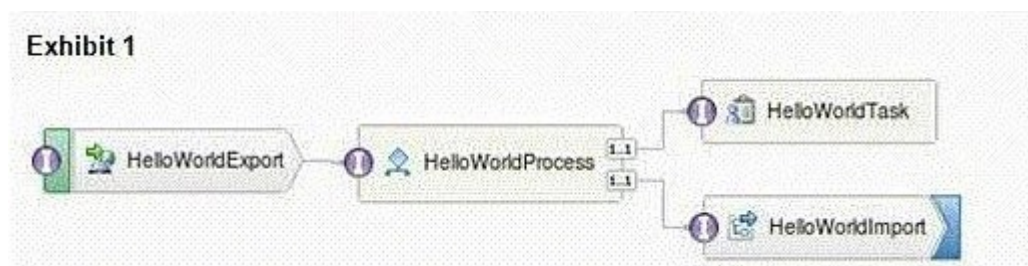 Exhibit 1
HelloWorldTask
HelloWorldExport
HelloWorldProcess
1..1
1..1
HelloWorldImport